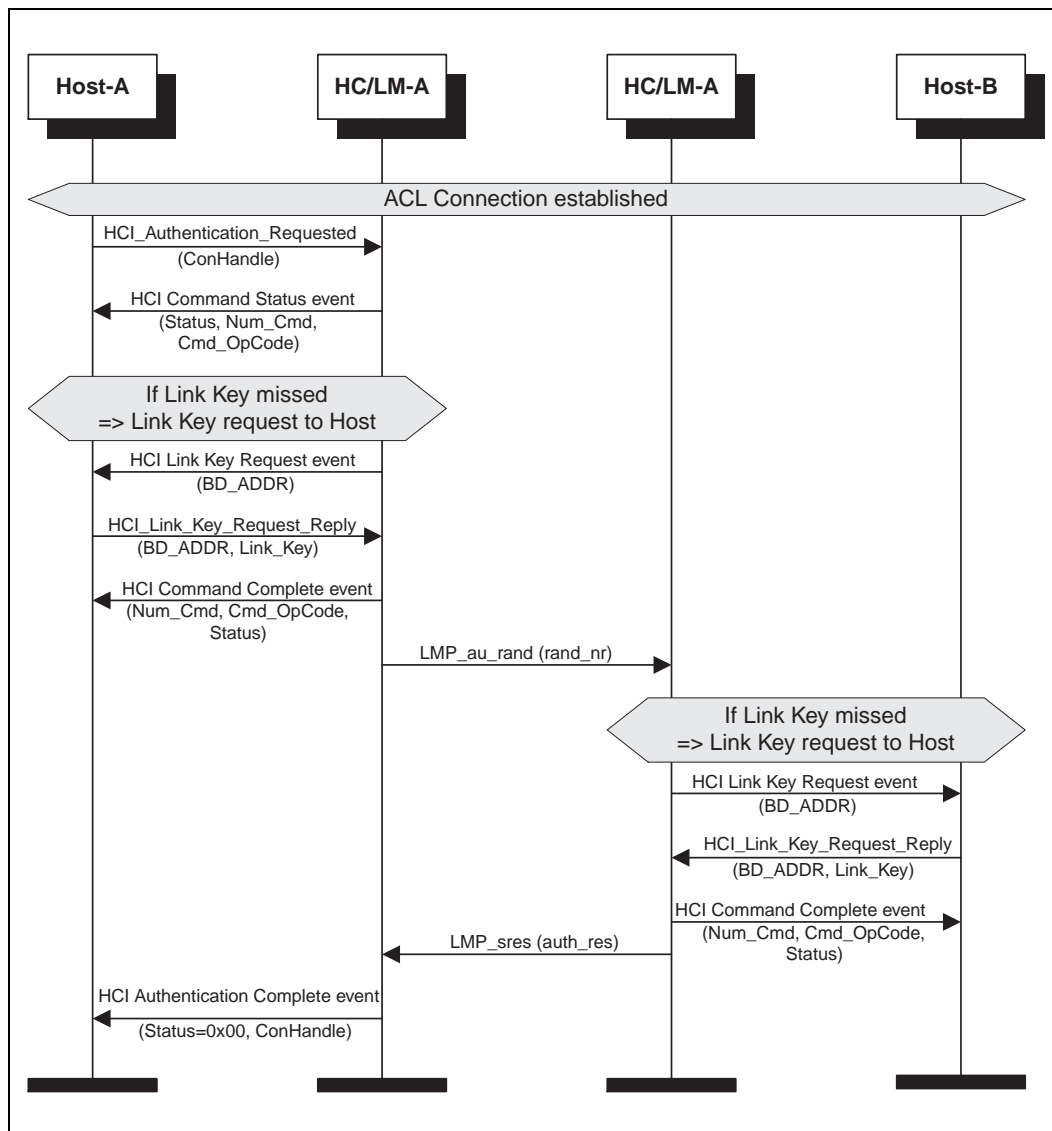 Host-A
HC/LM-A
HC/LM-A
Host-B
ACL Connection established
HCI_Authentication_Requested
(ConHandle)
HCI Command Status event
(Status, Num_Cmd,
Cmd_OpCode)
If Link Key missed
=> Link Key request to Host
HCI Link Key Request event
(BD_ADDR)
HCI_Link_Key_Request_Reply
(BD_ADDR, Link_Key)
HCI Command Complete event
(Num_Cmd, Cmd_OpCode,
Status)
LMP_au_rand (rand_nr)
If Link Key missed
=> Link Key request to Host
HCI Link Key Request event
(BD_ADDR)
HCI_Link_Key_Request_Reply
(BD_ADDR, Link_Key)
HCI Command Complete event
(Num_Cmd, Cmd_OpCode,
Status)
LMP_sres (auth_res)
HCI Authentication Complete event
(Status=0x00, ConHandle)